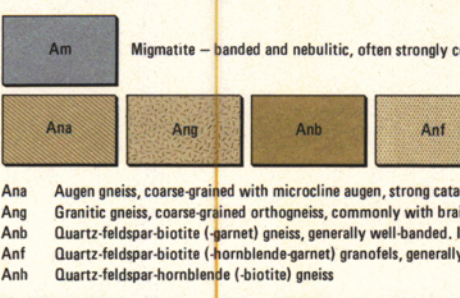 Am Migmatite – banded and nebulitic, often strongly
Ana Ang Anb Anf
Ana Augen gneiss, coarse-grained with microcline augen, strong
Ang Granitic gneiss, coarse-grained orthogneiss, commonly with
Anb Quartz-feldspar-biotite (-garnet) gneiss, generally well-banded.
Anf Quartz-feldspar-biotite (-hornblende-garnet) granofels, generally
Anh Quartz-feldspar-hornblende (-biotite) gneiss